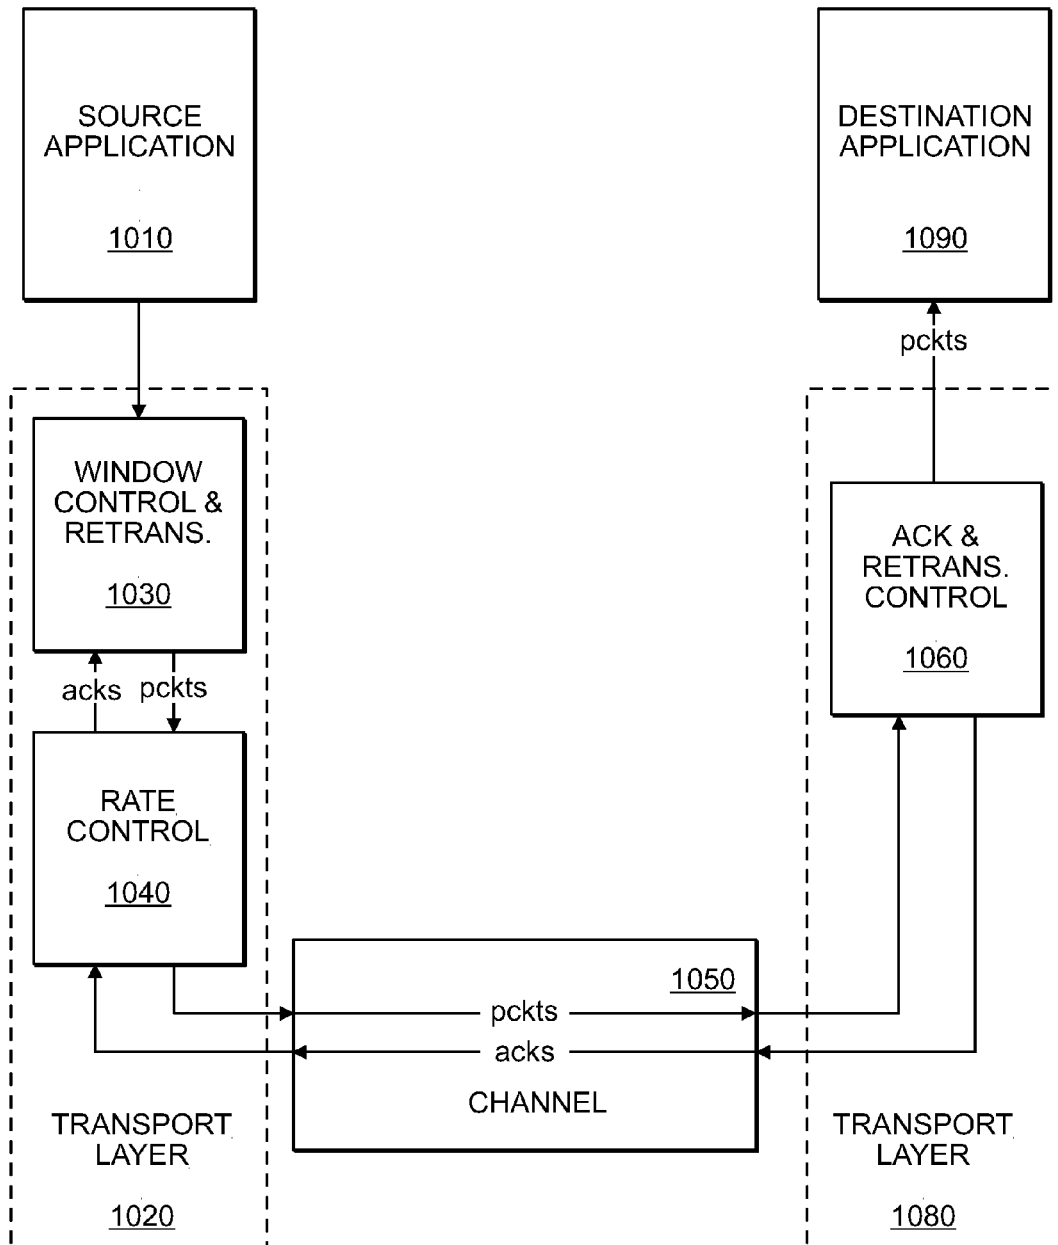 SOURCE
APPLICATION
1010
DESTINATION
APPLICATION
1090
pckts
WINDOW
CONTROL &
RETRANS.
1030
ACK &
RETRANS.
CONTROL
1060
acks
pckts
RATE
CONTROL
1040
1050
pckts
acks
CHANNEL
TRANSPORT
LAYER
1020
TRANSPORT
LAYER
1080